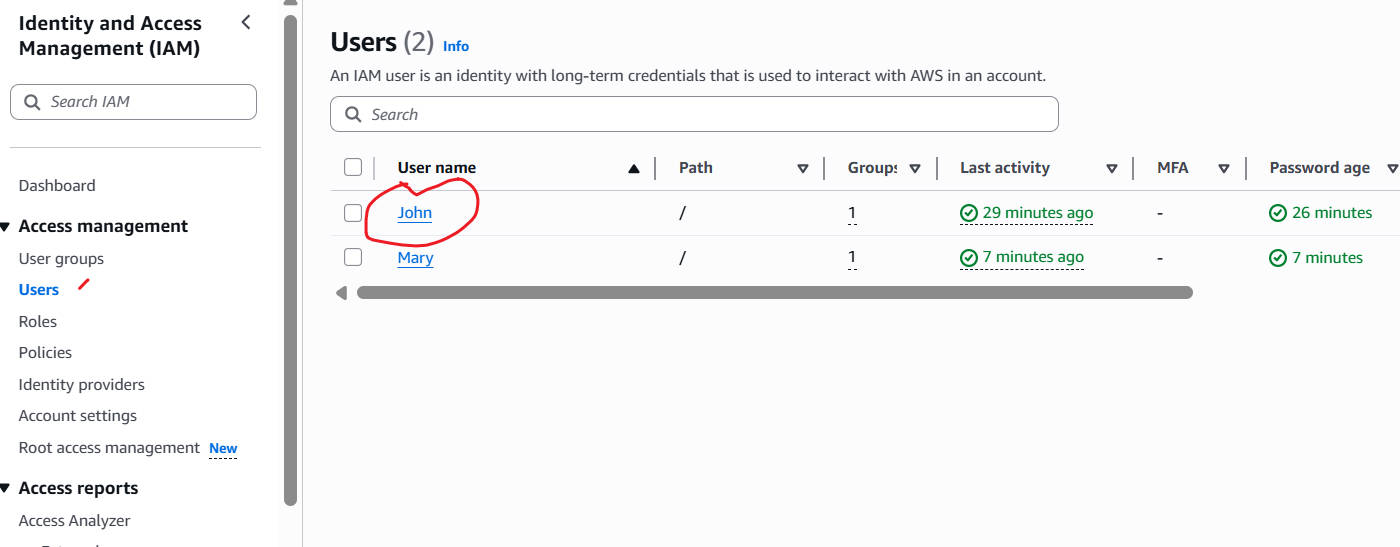 Identity and Access
Management (IAM)
Search IAM
Dashboard
Access management
User groups
Users
Roles
Policies
Identity providers
Account settings
Root access management New
Access reports
Access Analyzer
Users (2) Info
An IAM user is an identity with long-term credentials that is used to interact with AWS in an account.
Search
User name Path Groups Last activity MFA Password age
John / 1 29 minutes ago - 26 minutes
Mary / 1 7 minutes ago - 7 minutes